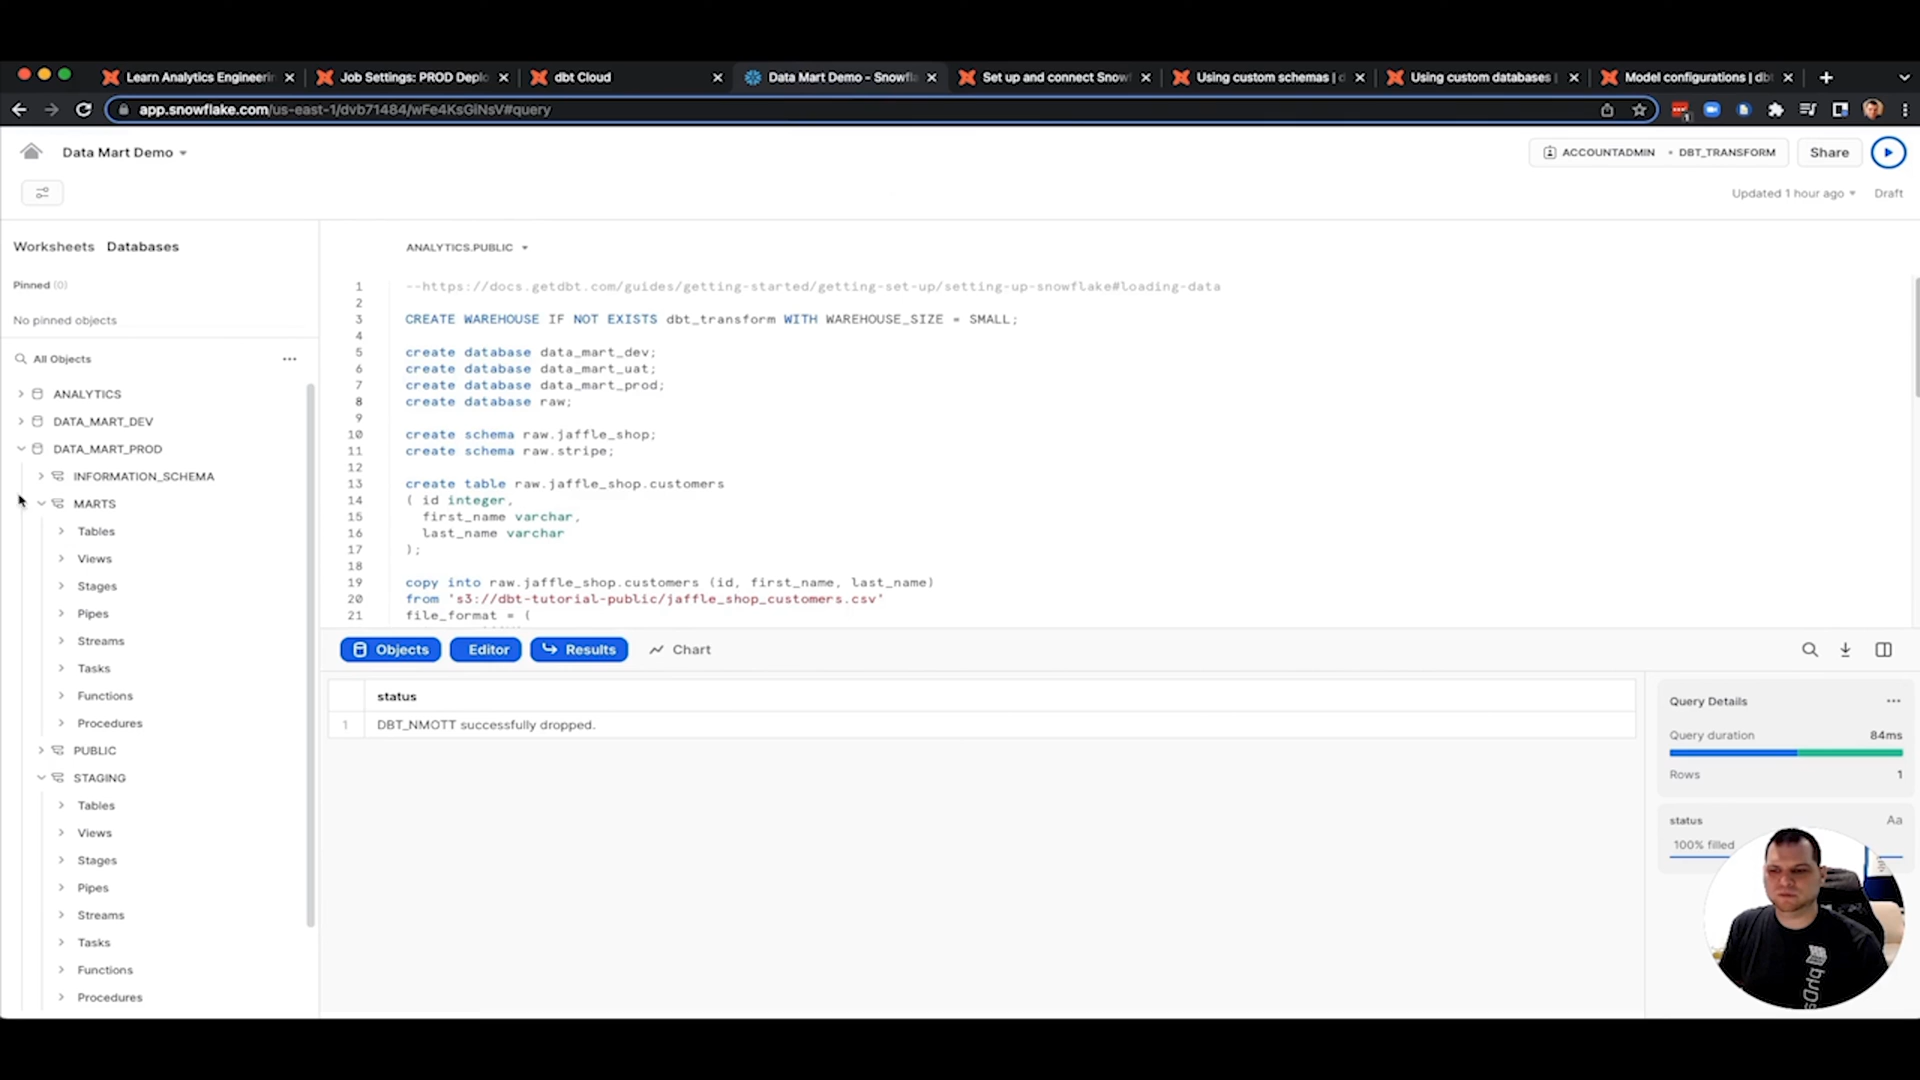 Learn Analytics Engineerin
Job Settings: PROD Deplo
dbt Cloud
Data Mart Demo - Snowfla
Set up and connect Snowf
Using custom schemas | d
Using custom databases |
Model configurations | dbt
app.snowflake.com/us-east-1/dvb71484/wFe4KsGiNsV#query
Data Mart Demo
ACCOUNTADMIN • DBT_TRANSFORM
Share
Updated 1 hour ago
Draft
Worksheets Databases
Pinned (0)
No pinned objects
All Objects
ANALYTICS
DATA_MART_DEV
DATA_MART_PROD
INFORMATION_SCHEMA
MARTS
Tables
Views
Stages
Pipes
Streams
Tasks
Functions
Procedures
PUBLIC
STAGING
Tables
Views
Stages
Pipes
Streams
Tasks
Functions
Procedures
ANALYTICS.PUBLIC
1 --https://docs.getdbt.com/guides/getting-started/getting-set-up/setting-up-snowflake#loading-data
2
3 CREATE WAREHOUSE IF NOT EXISTS dbt_transform WITH WAREHOUSE_SIZE = SMALL;
4
5 create database data_mart_dev;
6 create database data_mart_uat;
7 create database data_mart_prod;
8 create database raw;
9
10 create schema raw.jaffle_shop;
11 create schema raw.stripe;
12
13 create table raw.jaffle_shop.customers
14 ( id integer,
15 first_name varchar,
16 last_name varchar
17 );
18
19 copy into raw.jaffle_shop.customers (id, first_name, last_name)
20 from 's3://dbt-tutorial-public/jaffle_shop_customers.csv'
21 file_format = (
Objects
Editor
Results
Chart
status
1 DBT_NMOTT successfully dropped.
Query Details
Query duration 84ms
Rows 1
status Aa
100% filled